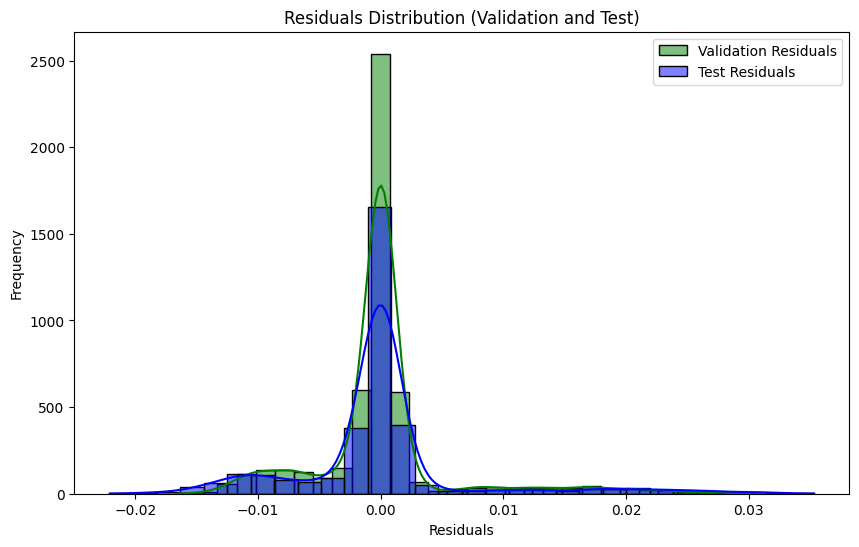 Residuals Distribution (Validation and Test)
Validation Residuals
Test Residuals
Frequency
2500
2000
1500
1000
500
0
−0.02
−0.01
0.00
0.01
0.02
0.03
Residuals